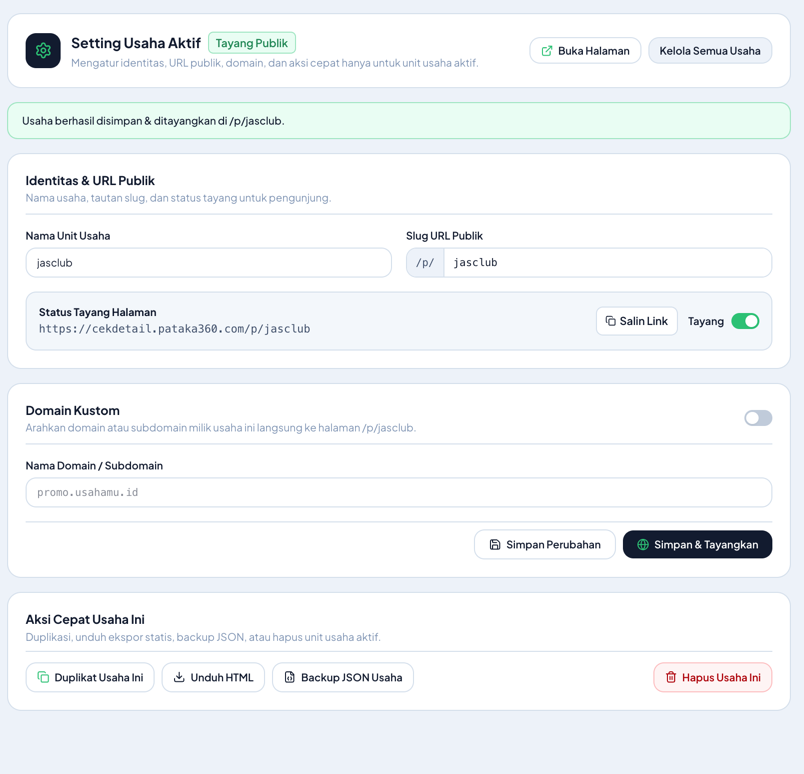 Setting Usaha Aktif
Tayang Publik
Mengatur identitas, URL publik, domain, dan aksi cepat hanya untuk unit usaha aktif.
Buka Halaman
Kelola Semua Usaha
Usaha berhasil disimpan & ditayangkan di /p/jasclub.
Identitas & URL Publik
Nama usaha, tautan slug, dan status tayang untuk pengunjung.
Nama Unit Usaha
jasclub
Slug URL Publik
/p/ jasclub
Status Tayang Halaman
https://cekdetail.pataka360.com/p/jasclub
Salin Link
Tayang
Domain Kustom
Arahkan domain atau subdomain milik usaha ini langsung ke halaman /p/jasclub.
Nama Domain / Subdomain
promo.usahamu.id
Simpan Perubahan
Simpan & Tayangkan
Aksi Cepat Usaha Ini
Duplikasi, unduh ekspor statis, backup JSON, atau hapus unit usaha aktif.
Duplikat Usaha Ini
Unduh HTML
Backup JSON Usaha
Hapus Usaha Ini